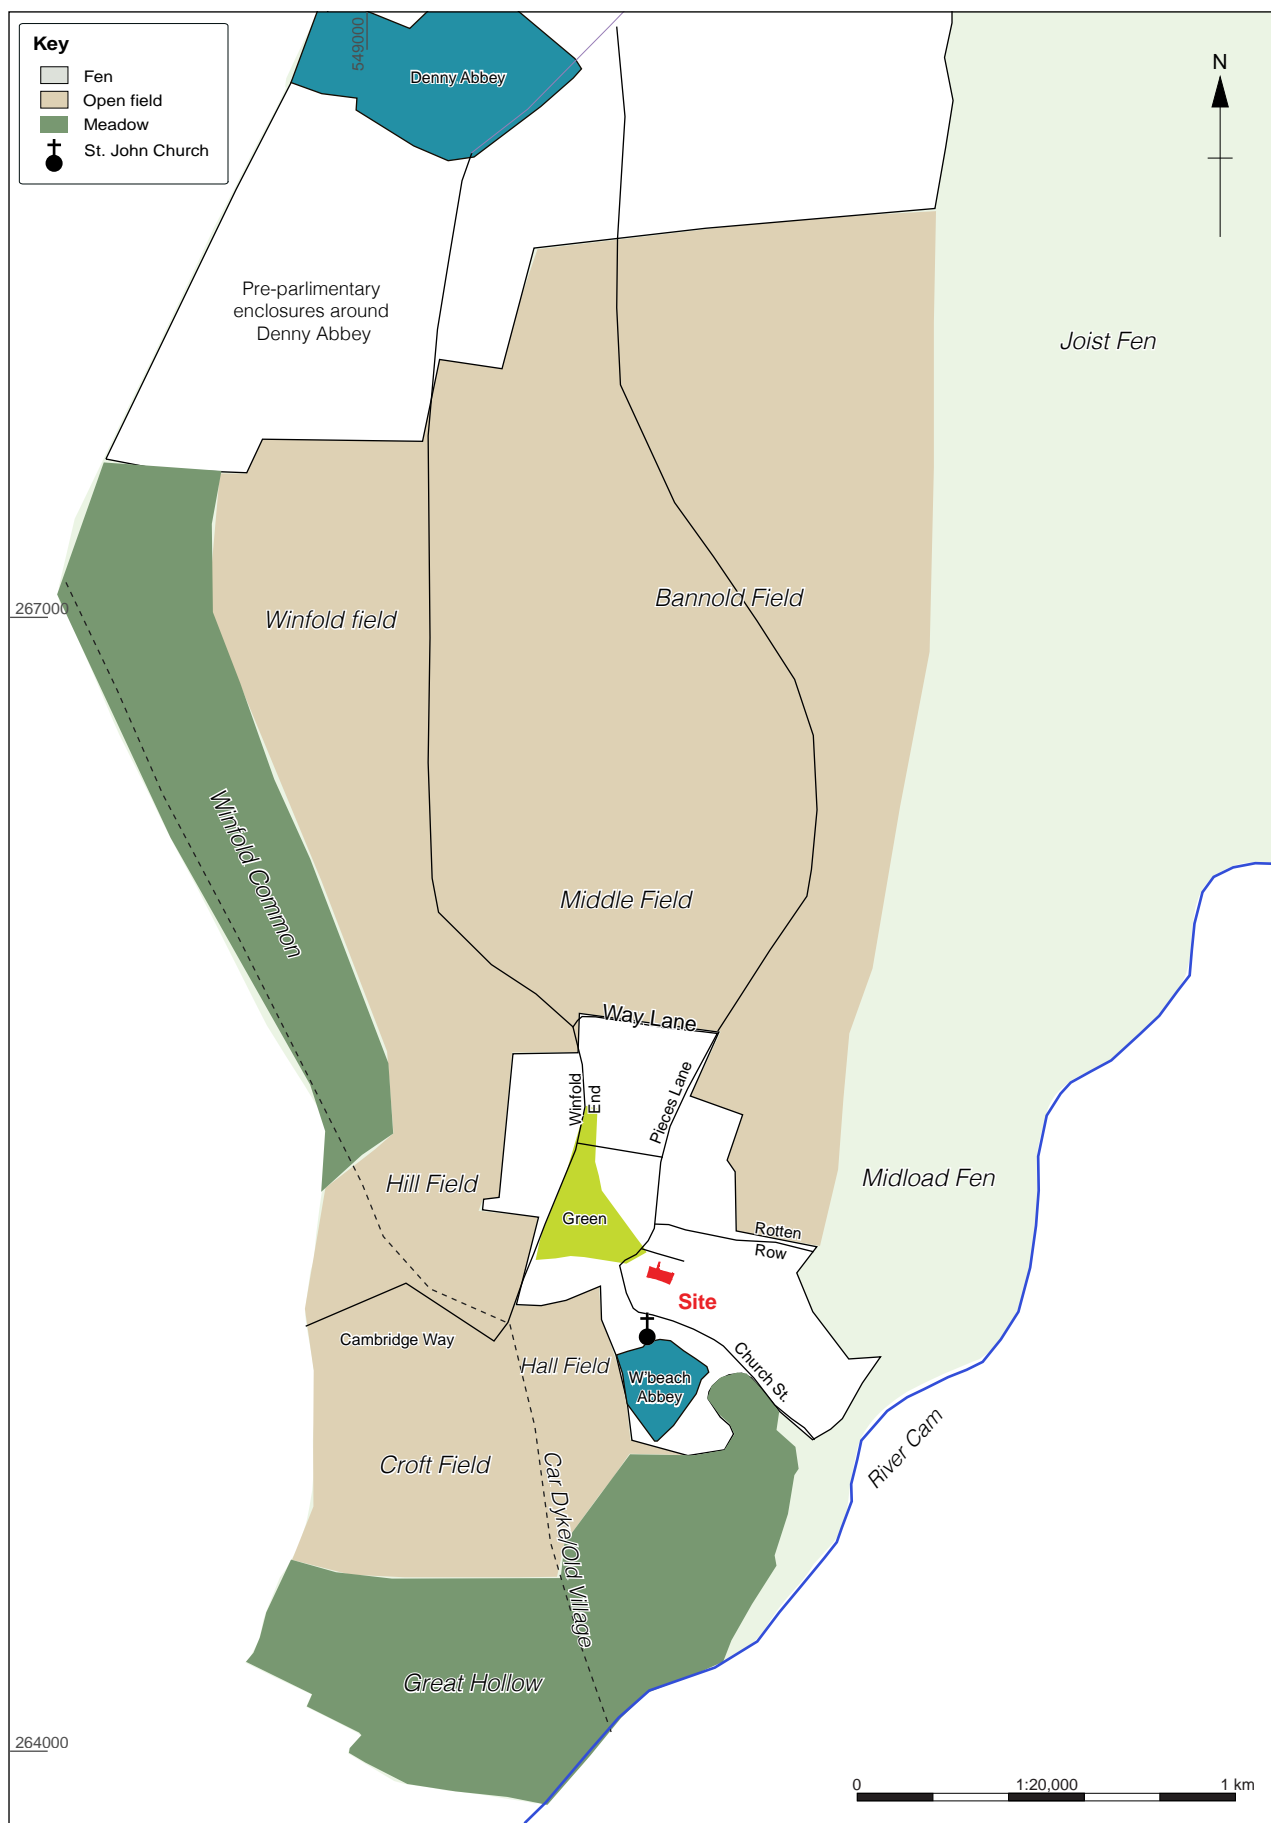 Key
Fen
Open field
Meadow
St. John Church
549000
Denny Abbey
N
Pre-parlimentary
enclosures around
Denny Abbey
Joist Fen
267000
Winfold field
Bannold Field
Winfold Common
Middle Field
Way Lane
Winfold
End
Pieces Lane
Hill Field
Midload Fen
Green
Rotten
Row
Site
Cambridge Way
Hall Field
Church St.
W'beach
Abbey
River Cam
Croft Field
Car Dyke/Old Village
Great Hollow
264000
0 1:20,000 1 km